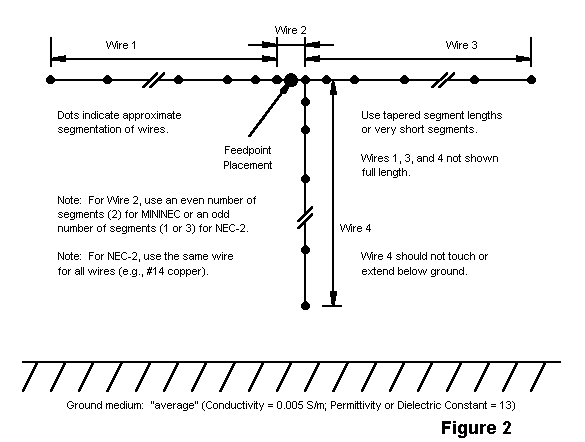 Wire 2
Wire 1
Wire 3
Dots indicate approximate
segmentation of wires.
Use tapered segment lengths
or very short segments.
Feedpoint
Placement
Wires 1, 3, and 4 not shown
full length.
Note:  For Wire 2, use an even number of
segments (2) for MININEC or an odd
number of segments (1 or 3) for NEC-2.
Wire 4
Note:  For NEC-2, use the same wire
for all wires (e.g., #14 copper).
Wire 4 should not touch or
extend below ground.
Ground medium:  "average" (Conductivity = 0.005 S/m; Permittivity or Dielectric Constant = 13)
Figure 2